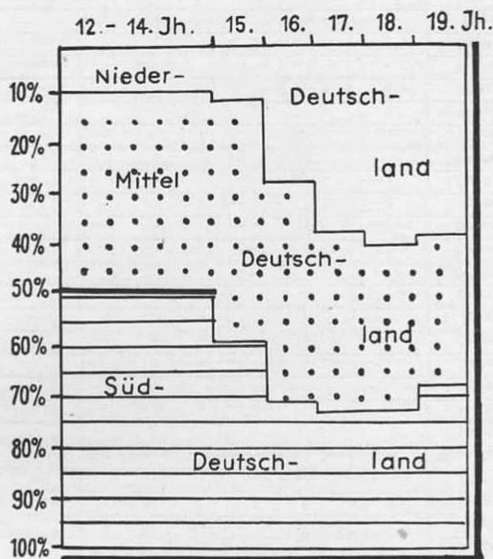 12.- 14. Jh. 15. 16. 17. 18. 19. Jh.
Nieder-
10%
Deutsch-
20%
land
Mittel
30%
40%
Deutsch-
50%
land
60%
Süd-
70%
80%
Deutsch- land
90%
100%